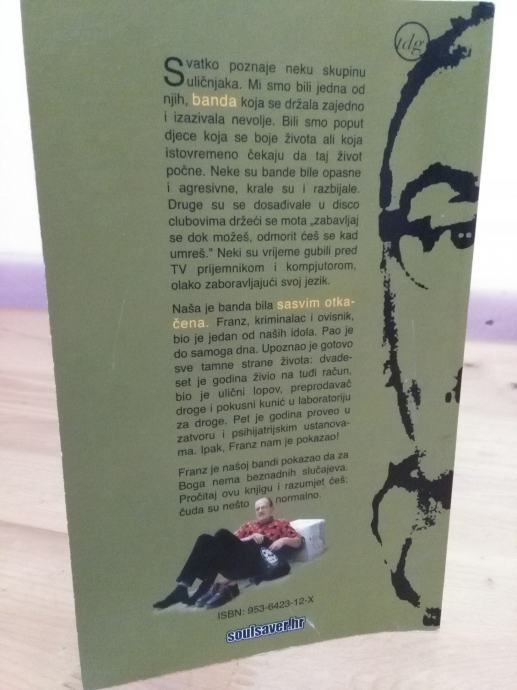 tdg
Svatko poznaje neku skupinu
uličnjaka. Mi smo bili jedna od
njih, banda koja se držala zajedno
i izazivala nevolje. Bili smo poput
djece koja se boje života ali koja
istovremeno čekaju da taj život
počne. Neke su bande bile opasne
i agresivne, krale su i razbijale.
Druge su se dosađivale u disco
clubovima držeći se mota „zabavljaj
se dok možeš, odmorit ćeš se kad
umreš." Neki su vrijeme gubili pred
TV prijemnikom i kompjutorom,
olako zaboravljajući svoj jezik.
Naša je banda bila sasvim otka-
čena. Franz, kriminalac i ovisnik,
bio je jedan od naših idola. Pao je
do samoga dna. Upoznao je gotovo
sve tamne strane života: dvade-
set je godina živio na tuđi račun,
bio je ulični lopov, preprodavač
droge i pokusni kunić u laboratoriju
za droge. Pet je godina proveo u
zatvoru i psihijatrijskim ustanova-
ma. Ipak, Franz nam je pokazao!
Franz je našoj bandi pokazao da za
Boga nema beznadnih slučajeva.
Pročitaj ovu knjigu i razumjet ćeš:
čuda su nešto normalno.
ISBN: 953-6423-12-X
soulsaver.hr